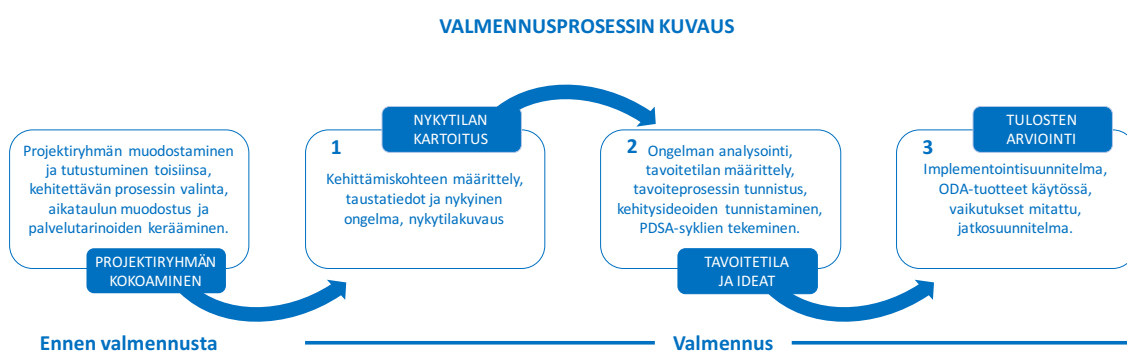 VALMENNUSPROSESSIN KUVAUS
Projektiryhmän muodostaminen
ja tutustuminen toisiinsa,
kehitettävän prosessin valinta,
aikataulun muodostus ja
palvelutarinoiden kerääminen.
PROJEKTIRYHMÄN
KOKOAMINEN
NYKYTILAN
KARTOITUS
1
Kehittämiskohteen määrittely,
taustatiedot ja nykyinen
ongelma, nykytilakuvaus
2
Ongelman analysointi,
tavoitetilan määrittely,
tavoiteprosessin tunnistus,
kehitysideoiden tunnistaminen,
PDSA-syklien tekeminen.
TAVOITETILA
JA IDEAT
TULOSTEN
ARVIOINTI
3
Implementointisuunnitelma,
ODA-tuotteet käytössä,
vaikutukset mitattu,
jatkosuunnitelma.
Ennen valmennusta
Valmennus